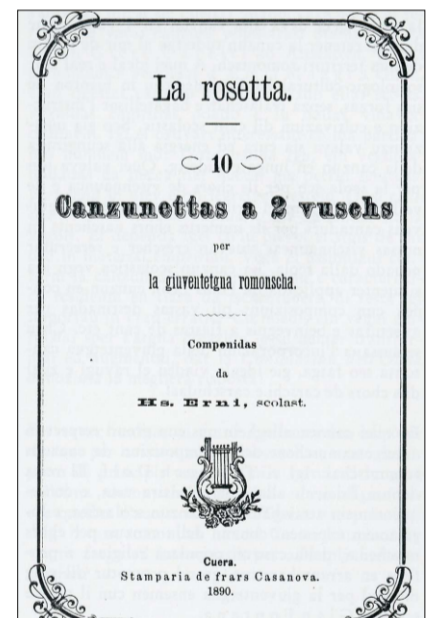 La rosetta.
10
Canzunettas a 2 vuschs
per
la giuventetgna romonscha.
Compenidas
da
Hs. Erni, scolast.
Cuera.
Stamparia de frars Casanova.
1890.